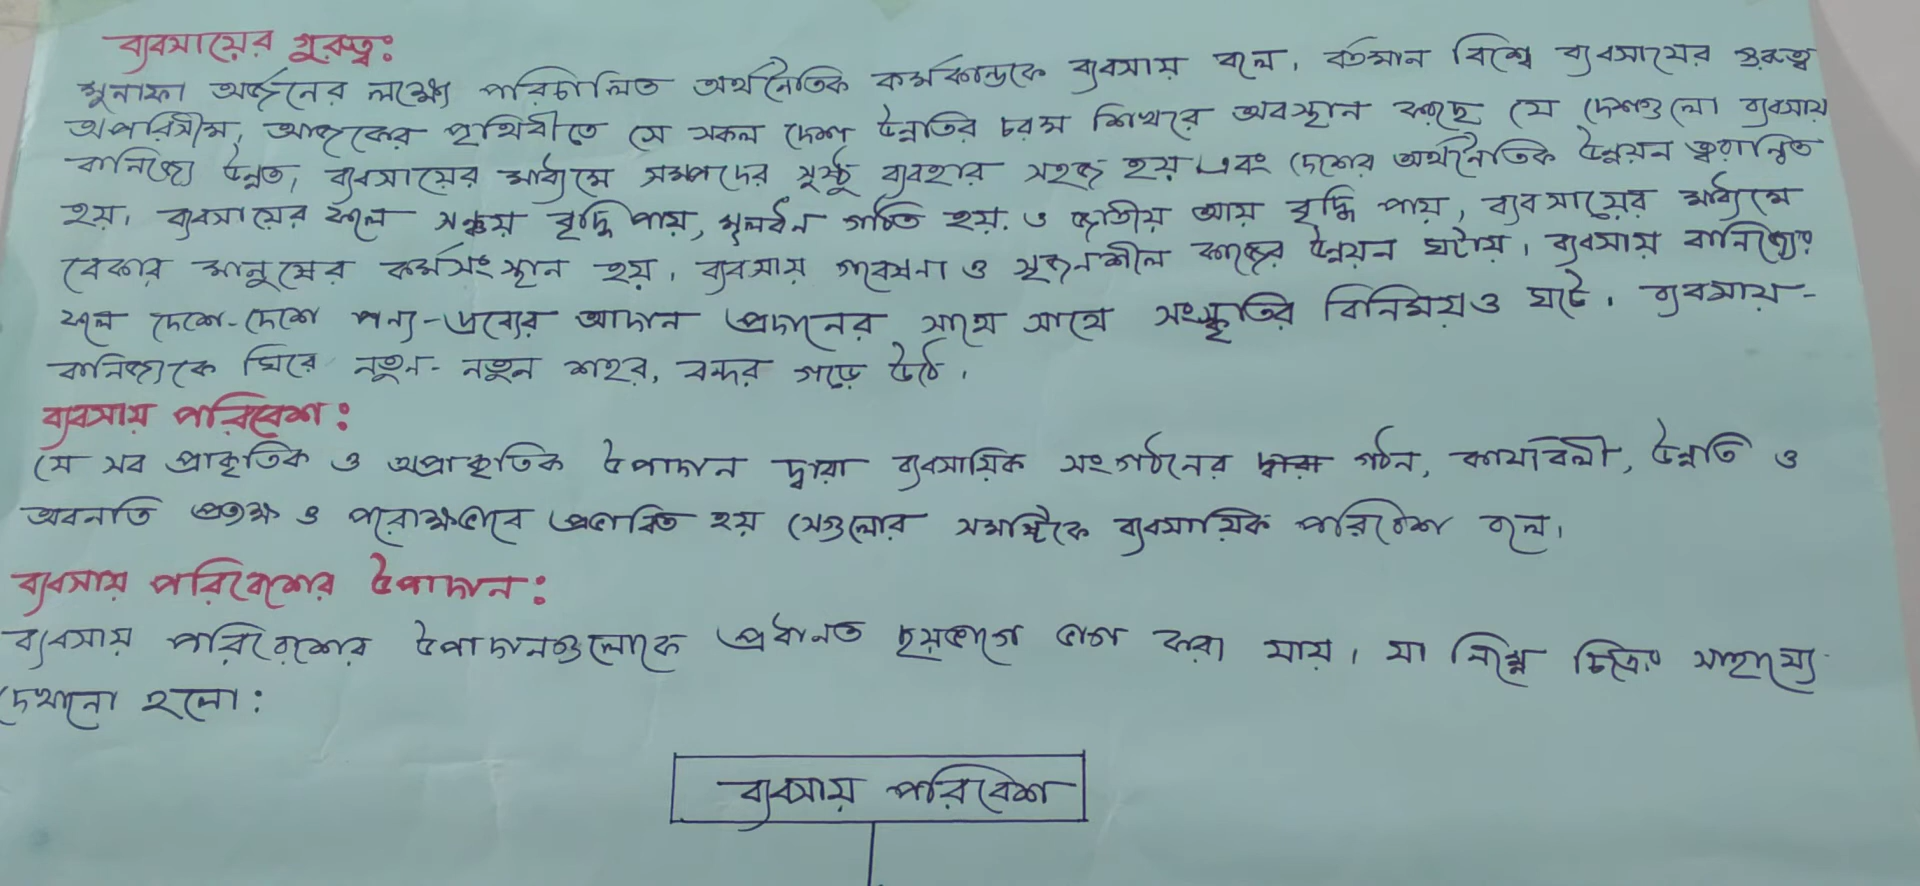 ব্যবসায়ের গুরুত্ব:
মুনাফা অর্জনের লক্ষ্যে পরিচালিত অর্থনৈতিক কর্মকান্ডকে ব্যবসায় বলে। বর্তমান বিশ্বে ব্যবসায়ের গুরুত্ব
অপরিসীম, আজকের পৃথিবীতে যে সকল দেশ উন্নতির চরম শিখরে অবস্থান করছে সে দেশগুলো ব্যবসায়
বানিজ্যে উন্নত, ব্যবসায়ের মাধ্যমে সম্পদের সুষ্ঠু ব্যবহার সহজ হয় এবং দেশের অর্থনৈতিক উন্নয়ন ত্বরান্বিত
হয়। ব্যবসায়ের ফলে সঞ্চয় বৃদ্ধি পায়, মূলধন গঠিত হয়. ও জাতীয় আয় বৃদ্ধি পায়, ব্যবসায়ের মাধ্যমে
বেকার মানুষের কর্মসংস্থান হয়। ব্যবসায় গবেষনা ও সৃজনশীল কাজের উন্নয়ন ঘটায়। ব্যবসায় বানিজ্যের
ফলে দেশে-দেশে পন্য-দ্রব্যের আদান প্রদানের সাথে সাথে সংস্কৃতির বিনিময়ও ঘটে। ব্যবসায়-
বানিজ্যকে ঘিরে নতুন-নতুন শহর, বন্দর গড়ে উঠে।
ব্যবসায় পরিবেশ:
যে সব প্রাকৃতিক ও অপ্রাকৃতিক উপাদান দ্বারা ব্যবসায়িক সংগঠনের গঠন, কার্যাবলী, উন্নতি ও
অবনতি প্রতক্ষ ও পরোক্ষভাবে প্রভাবিত হয় সেগুলোর সমষ্টিকে ব্যবসায়িক পরিবেশ বলে।
ব্যবসায় পরিবেশের উপাদান:
ব্যবসায় পরিবেশের উপাদানগুলোকে প্রধানত ছয়ভাগে ভাগ করা যায়। যা নিম্নে চিত্রের সাহায্যে
দেখানো হলো:
ব্যবসায় পরিবেশ